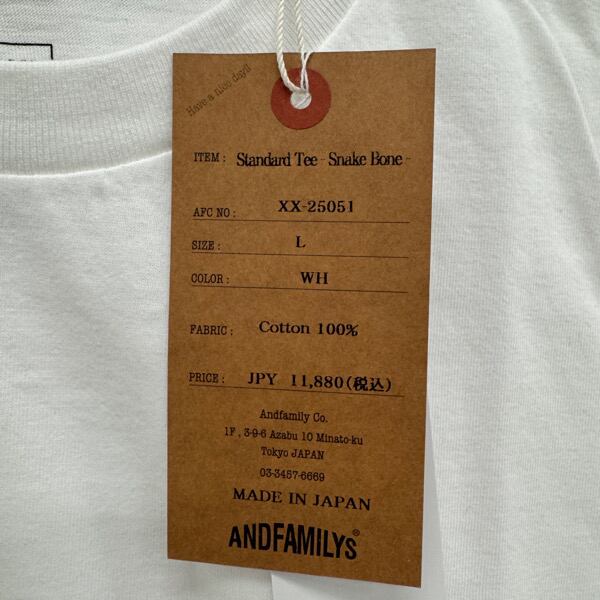 Have a nice day!!
ITEM : Standard Tee - Snake Bone -
AFC NO : XX-25051
SIZE : L
COLOR : WH
FABRIC : Cotton 100%
PRICE : JPY 11,880(税込)
Andfamily Co.
1F , 3-9-6 Azabu 10 Minato-ku
Tokyo JAPAN
03-3457-6669
MADE IN JAPAN
ANDFAMILYS®